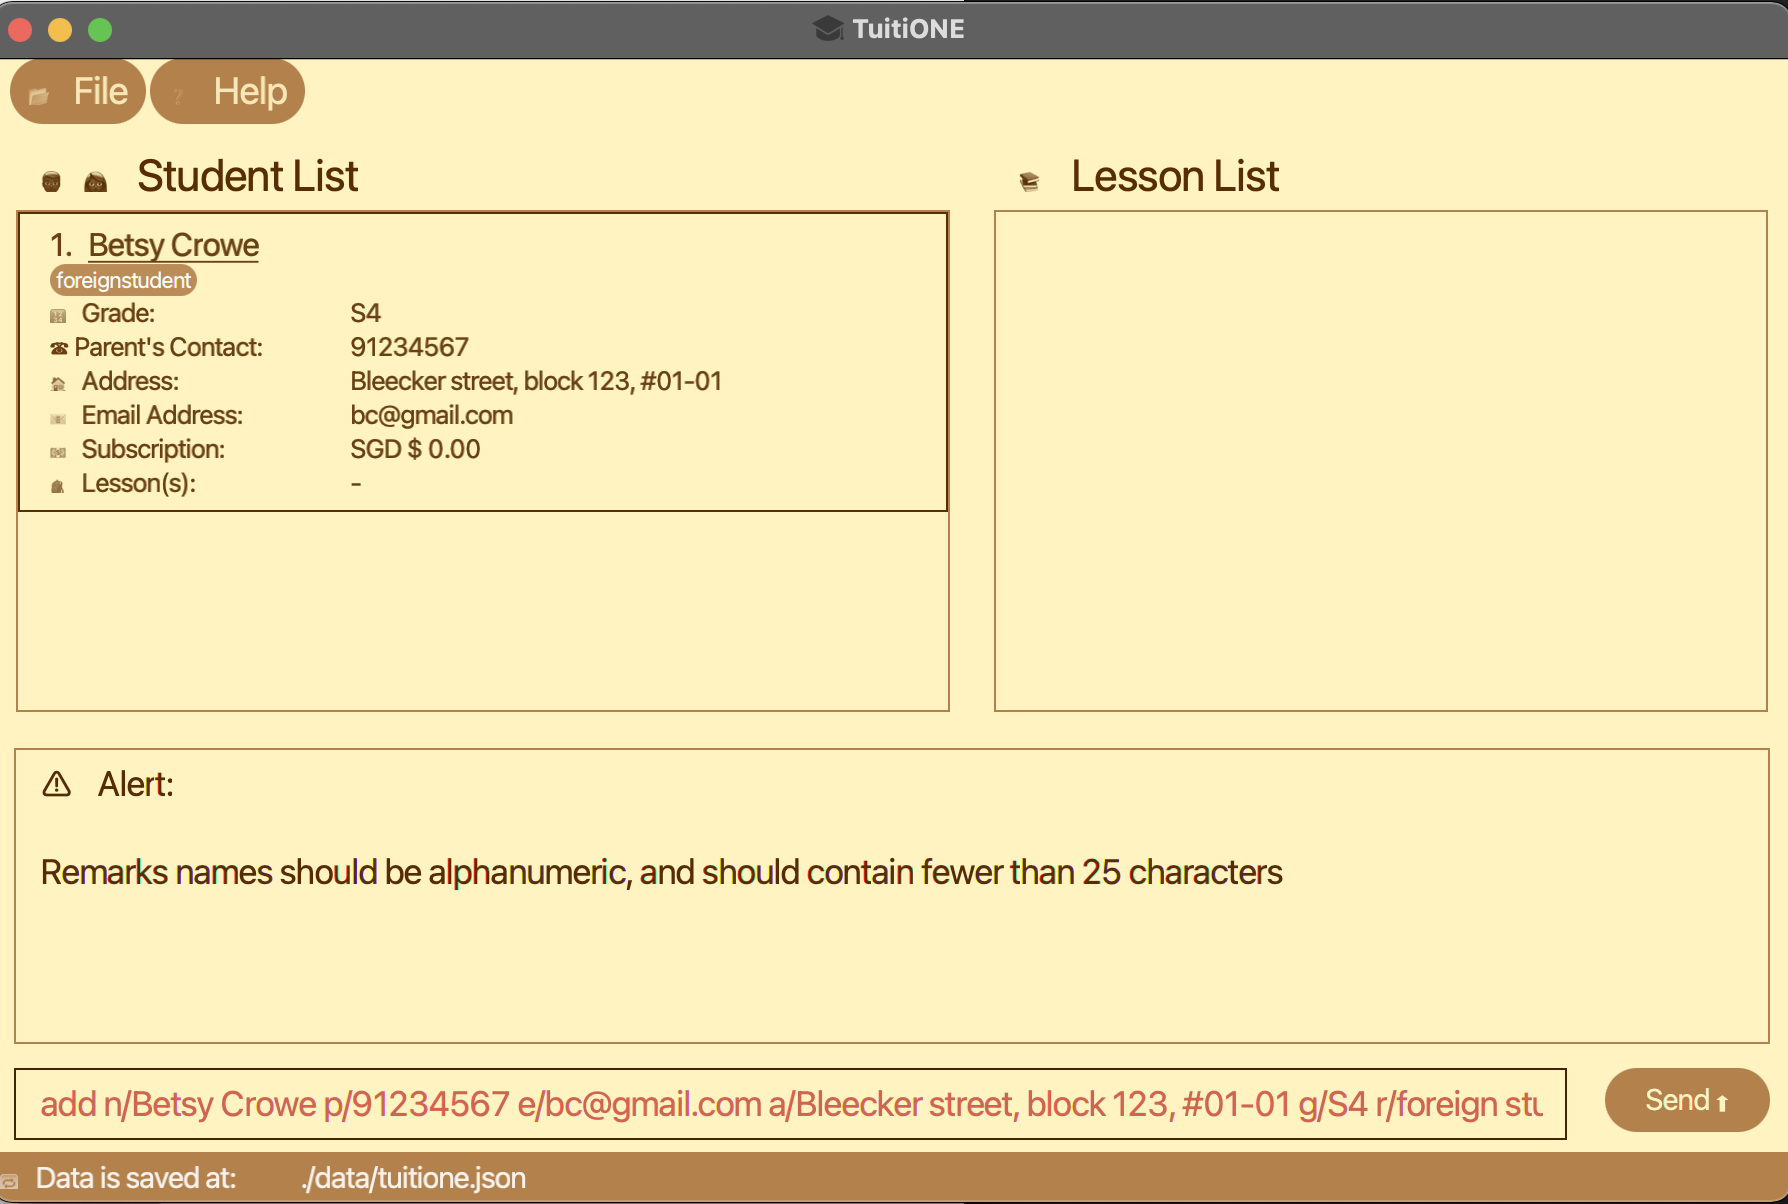 TuitiONE
File Help
Student List
Lesson List
1. Betsy Crowe
foreignstudent
Grade: S4
Parent's Contact: 91234567
Address: Bleecker street, block 123, #01-01
Email Address: bc@gmail.com
Subscription: SGD $ 0.00
Lesson(s): -
Alert:
Remarks names should be alphanumeric, and should contain fewer than 25 characters
add n/Betsy Crowe p/91234567 e/bc@gmail.com a/Bleecker street, block 123, #01-01 g/S4 r/foreign stu
Send
Data is saved at: ./data/tuitione.json